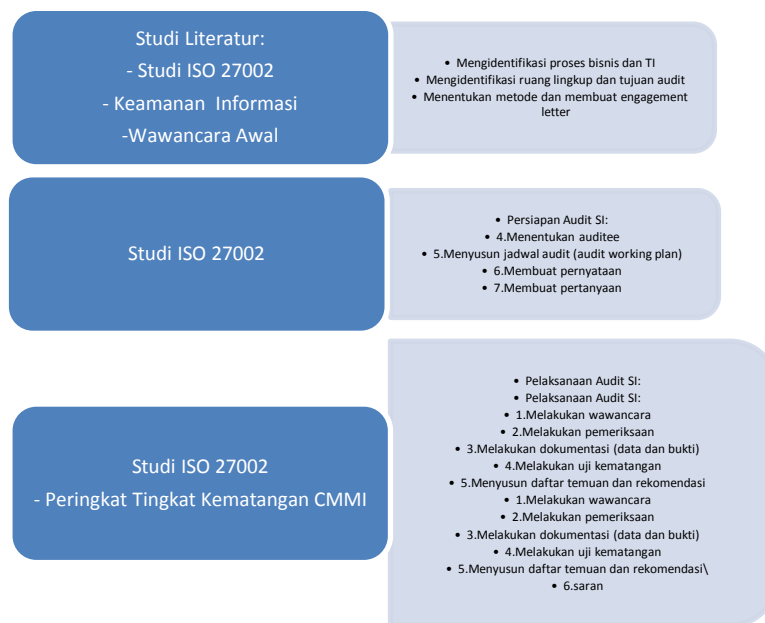 Studi Literatur:
- Studi ISO 27002
- Keamanan Informasi
-Wawancara Awal
• Mengidentifikasi proses bisnis dan TI
• Mengidentifikasi ruang lingkup dan tujuan audit
• Menentukan metode dan membuat engagement
letter
Studi ISO 27002
• Persiapan Audit SI:
• 4.Menentukan auditee
• 5.Menyusun jadwal audit (audit working plan)
• 6.Membuat pernyataan
• 7.Membuat pertanyaan
Studi ISO 27002
- Peringkat Tingkat Kematangan CMMI
• Pelaksanaan Audit SI:
• Pelaksanaan Audit SI:
• 1.Melakukan wawancara
• 2.Melakukan pemeriksaan
• 3.Melakukan dokumentasi (data dan bukti)
• 4.Melakukan uji kematangan
• 5.Menyusun daftar temuan dan rekomendasi
• 1.Melakukan wawancara
• 2.Melakukan pemeriksaan
• 3.Melakukan dokumentasi (data dan bukti)
• 4.Melakukan uji kematangan
• 5.Menyusun daftar temuan dan rekomendasi\
• 6.saran